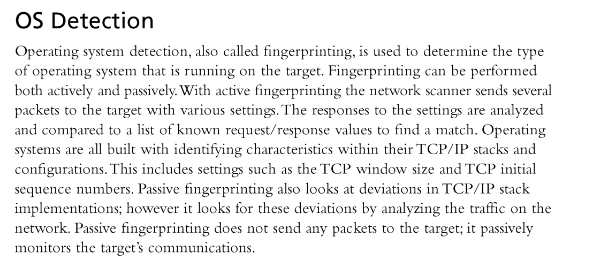 OS Detection
Operating system detection, also called fingerprinting, is used to determine the type
of operating system that is running on the target. Fingerprinting can be performed
both actively and passively. With active fingerprinting the network scanner sends several
packets to the target with various settings. The responses to the settings are analyzed
and compared to a list of known request/response values to find a match. Operating
systems are all built with identifying characteristics within their TCP/IP stacks and
configurations. This includes settings such as the TCP window size and TCP initial
sequence numbers. Passive fingerprinting also looks at deviations in TCP/IP stack
implementations; however it looks for these deviations by analyzing the traffic on the
network. Passive fingerprinting does not send any packets to the target; it passively
monitors the target's communications.